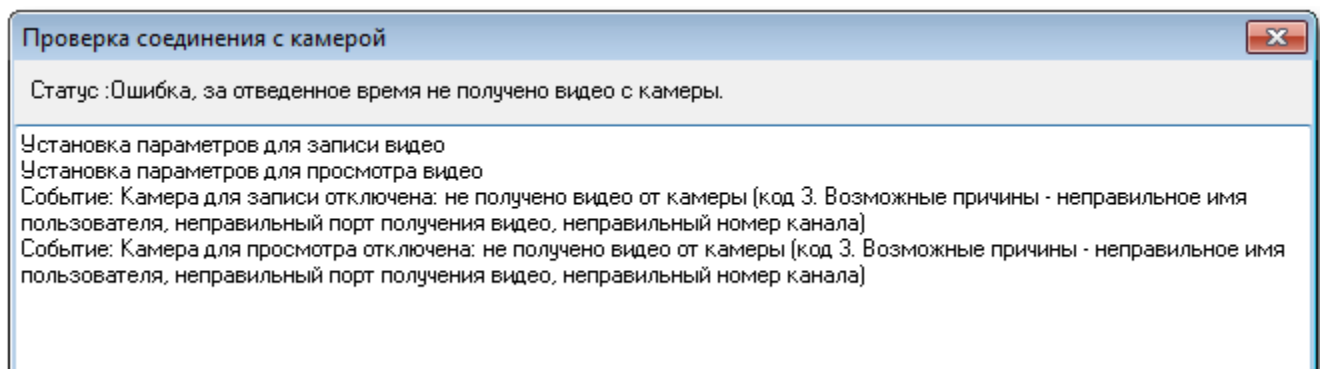 Проверка соединения с камерой
Статус :Ошибка, за отведенное время не получено видео с камеры.
Установка параметров для записи видео
Установка параметров для просмотра видео
Событие: Камера для записи отключена: не получено видео от камеры (код 3. Возможные причины - неправильное имя
пользователя, неправильный порт получения видео, неправильный номер канала)
Событие: Камера для просмотра отключена: не получено видео от камеры (код 3. Возможные причины - неправильное имя
пользователя, неправильный порт получения видео, неправильный номер канала)